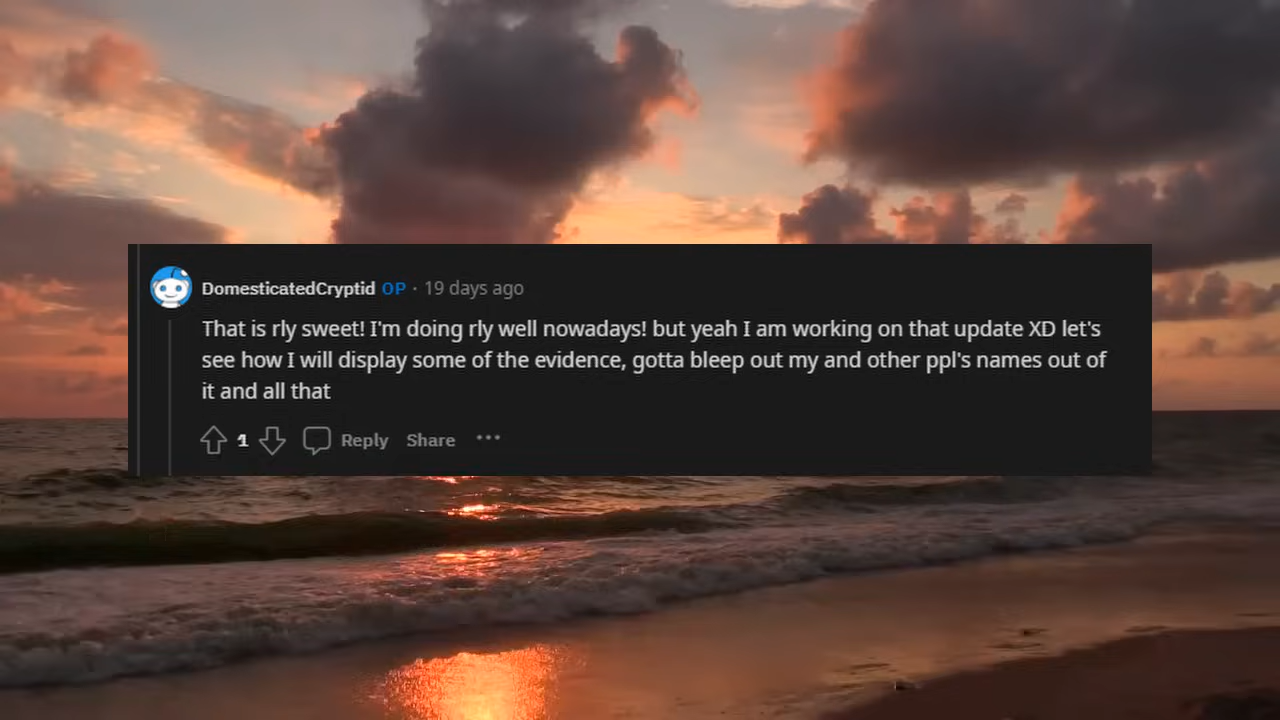 DomesticatedCryptid OP · 19 days ago
That is rly sweet! I'm doing rly well nowadays! but yeah I am working on that update XD let's
see how I will display some of the evidence, gotta bleep out my and other ppl's names out of
it and all that
1 Reply Share